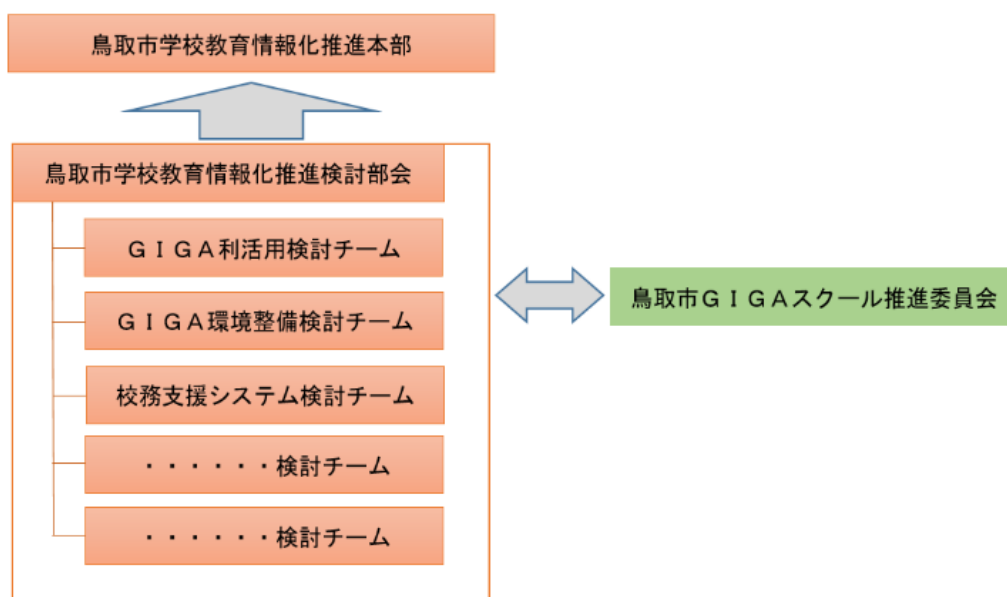 鳥取市学校教育情報化推進本部
鳥取市学校教育情報化推進検討部会
ＧＩＧＡ利活用検討チーム
ＧＩＧＡ環境整備検討チーム
校務支援システム検討チーム
・・・・・・検討チーム
・・・・・・検討チーム
鳥取市ＧＩＧＡスクール推進委員会